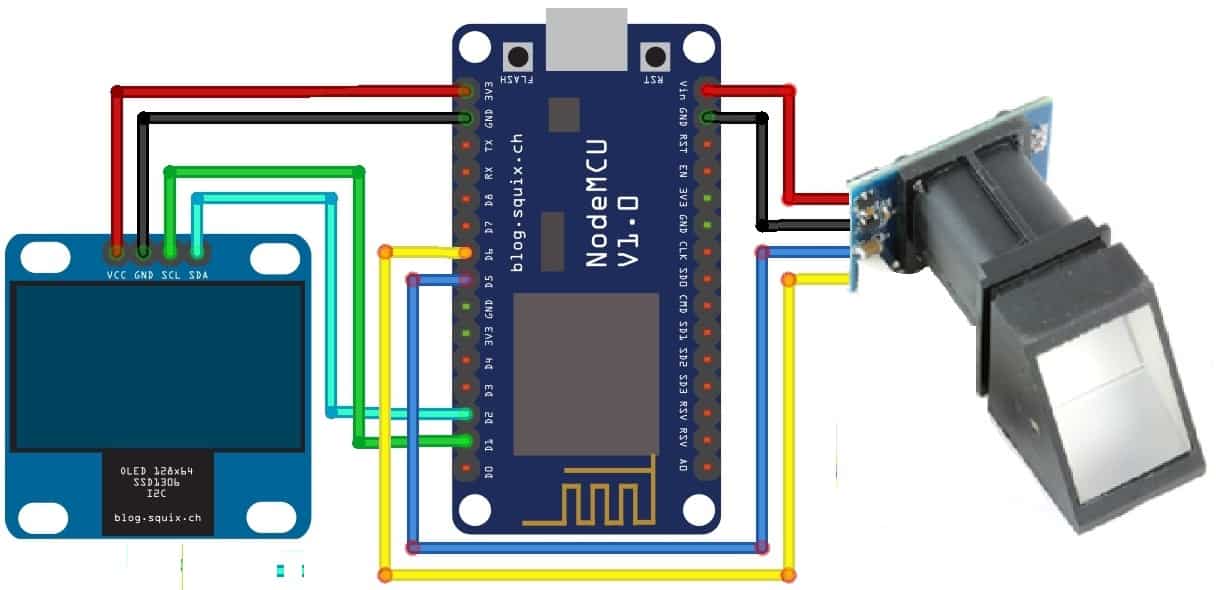 VCC GND SCL SDA
OLED 128x64
SSD1306
I2C
blog.squix.ch
FLASH
RST
3V3
GND
TX
RX
D8
D7
D6
D5
GND
3V3
D4
D3
D2
D1
D0
blog.squix.ch
NodeMCU
V1.0
Vin
GND
RST
EN
3V3
GND
CLK
SD0
CMD
SD1
SD2
SD3
RSV
RSV
A0